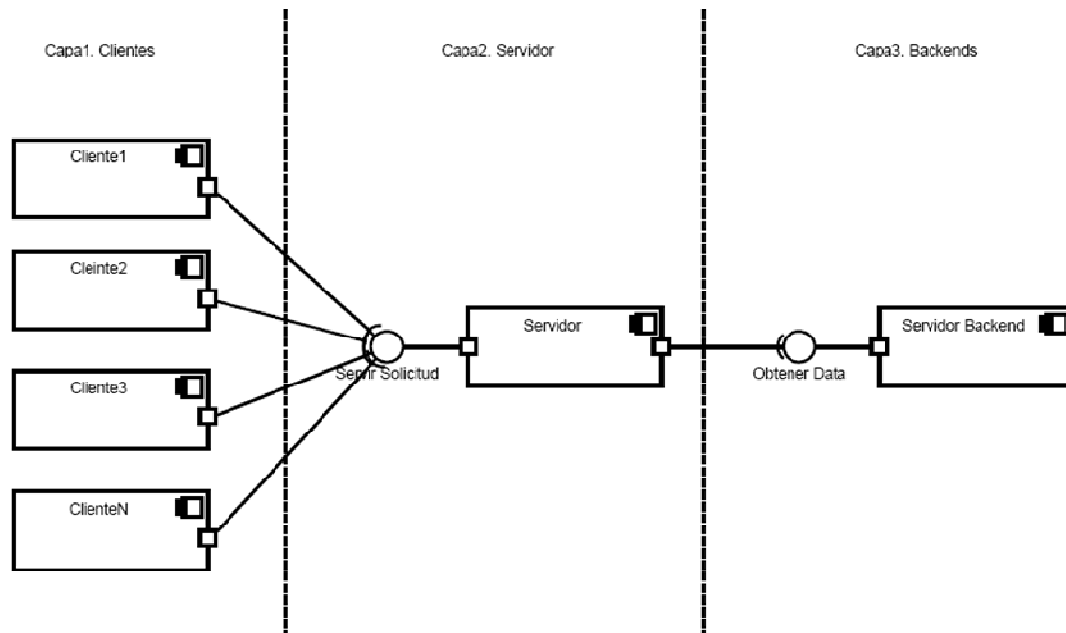 Capa1. Clientes
Capa2. Servidor
Capa3. Backends
Cliente1
Cleinte2
Cliente3
ClienteN
Solicitud
Servidor
Obtener Data
Servidor Backend